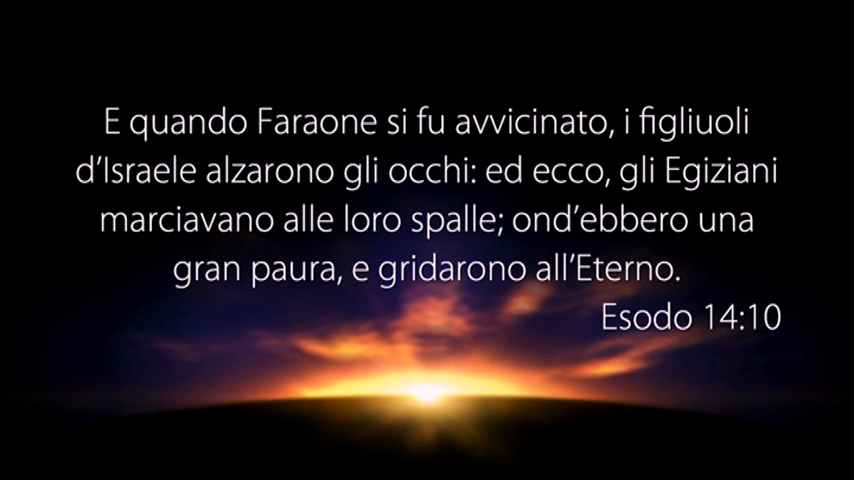 E quando Faraone si fu avvicinato, i figliuoli
d’Israele alzarono gli occhi: ed ecco, gli Egiziani
marciavano alle loro spalle; ond’ebbero una
gran paura, e gridarono all’Eterno.
Esodo 14:10